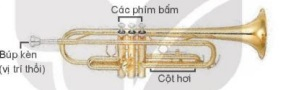 Các phím bấm
Búp kèn
(vị trí thổi)
Cột hơi